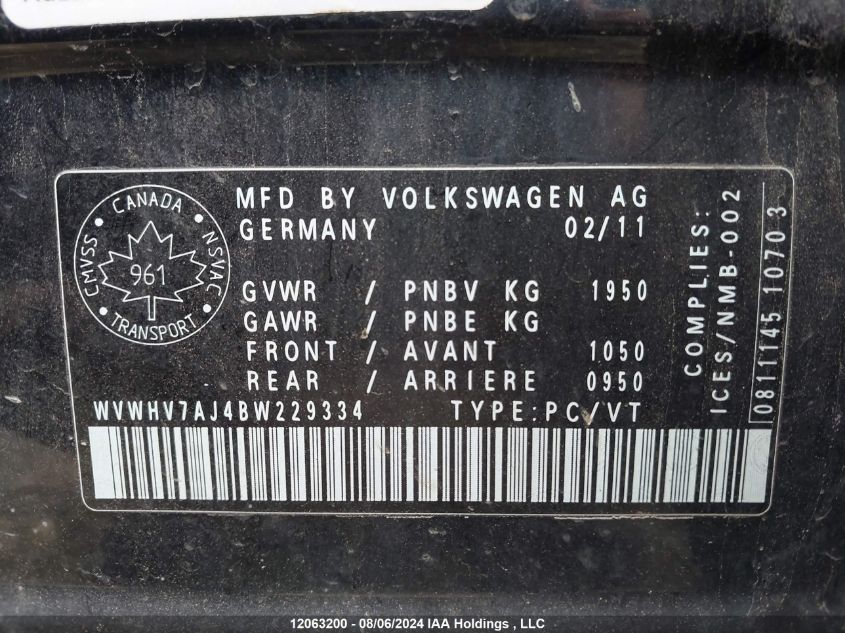 CANADA
CMVSS
NSVAC
961
TRANSPORT
MFD BY VOLKSWAGEN AG
GERMANY 02/11
GVWR / PNBV KG 1950
GAWR / PNBE KG
FRONT / AVANT 1050
REAR / ARRIERE 0950
WVWHV7AJ4BW229334 TYPE:PC/VT
COMPLIES:
ICES/NMB-002
0811145 10703
12063200 - 08/06/2024 IAA Holdings , LLC